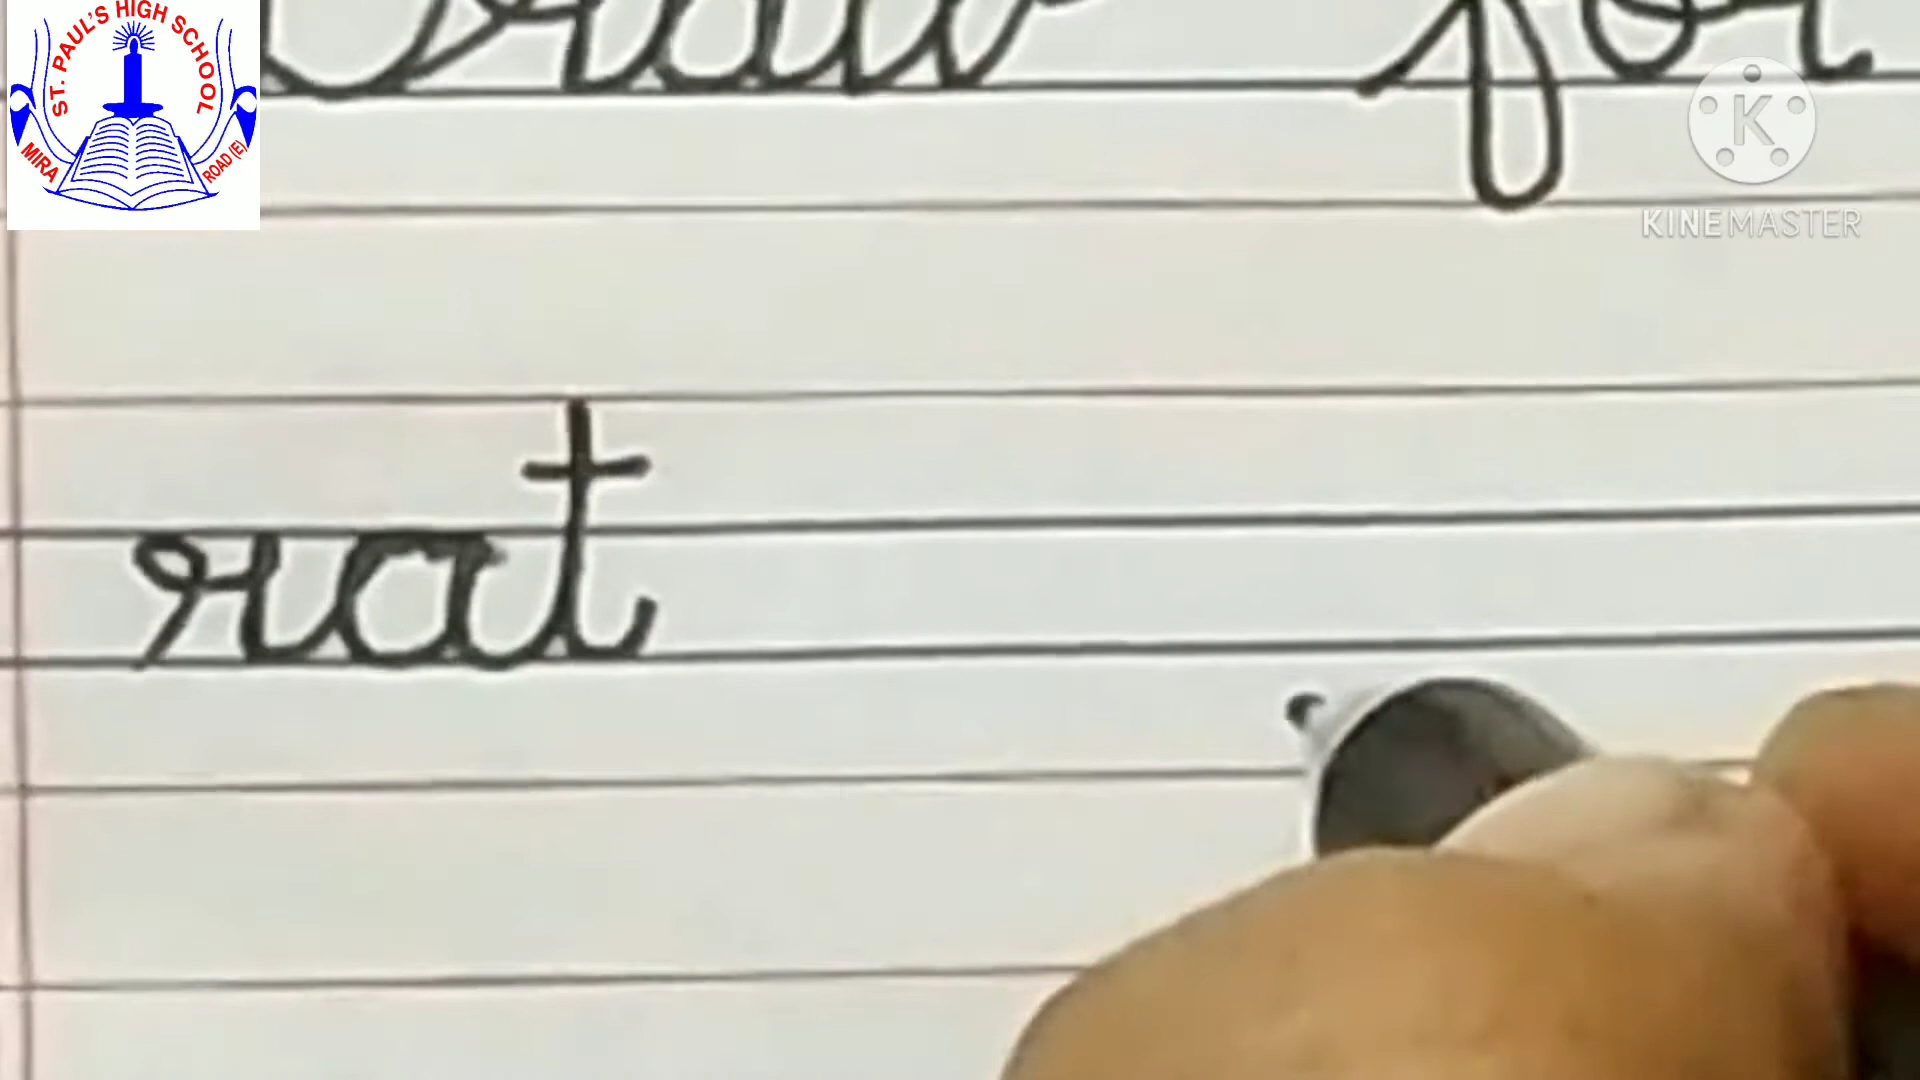 ST. PAUL'S HIGH SCHOOL
MIRA ROAD (E)
K
KINEMASTER
for
rat